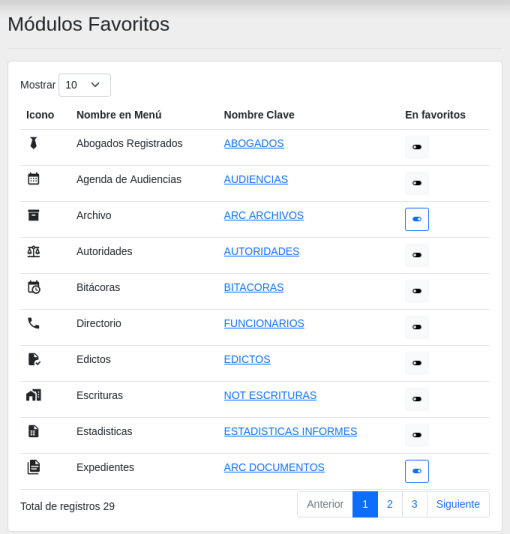 Módulos Favoritos
Mostrar 10
Icono Nombre en Menú Nombre Clave En favoritos
Abogados Registrados ABOGADOS
Agenda de Audiencias AUDIENCIAS
Archivo ARC ARCHIVOS
Autoridades AUTORIDADES
Bitácoras BITACORAS
Directorio FUNCIONARIOS
Edictos EDICTOS
Escrituras NOT ESCRITURAS
Estadisticas ESTADISTICAS INFORMES
Expedientes ARC DOCUMENTOS
Total de registros 29 Anterior 1 2 3 Siguiente